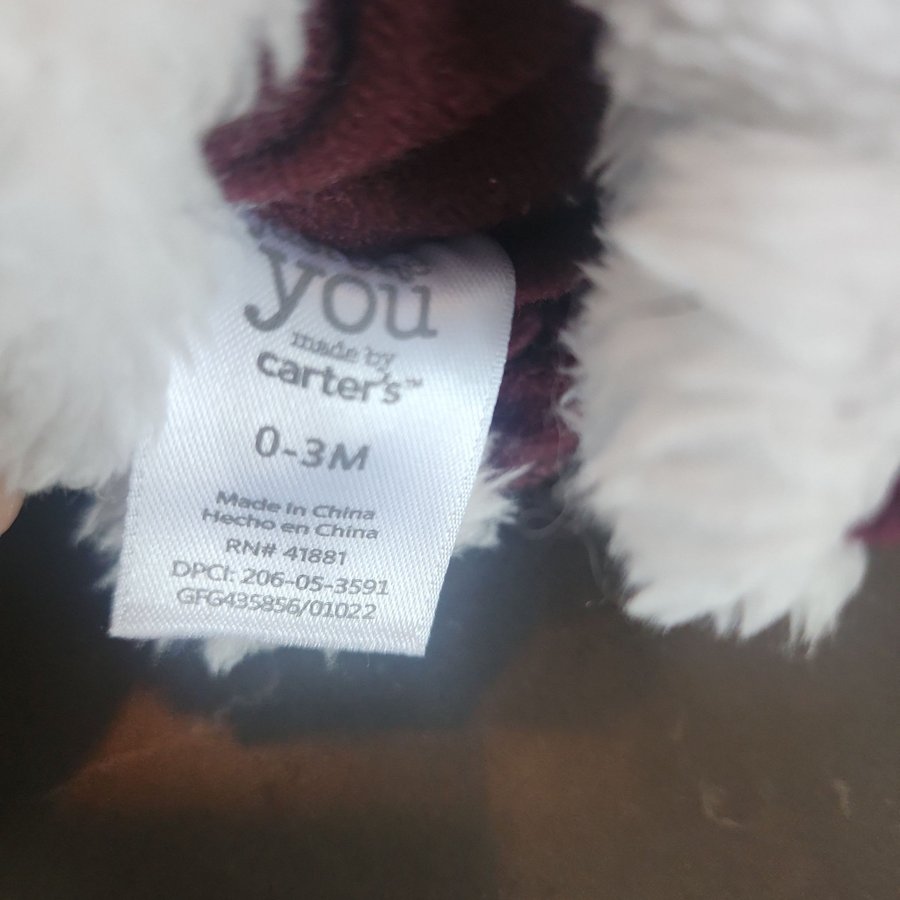 you
made by
carter's™
0-3M
Made in China
Hecho en China
RN# 41881
DPCI: 206-05-3591
GFG435856/01022